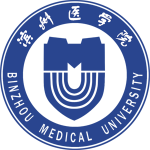 滨州医学院
BINZHOU MEDICAL UNIVERSITY